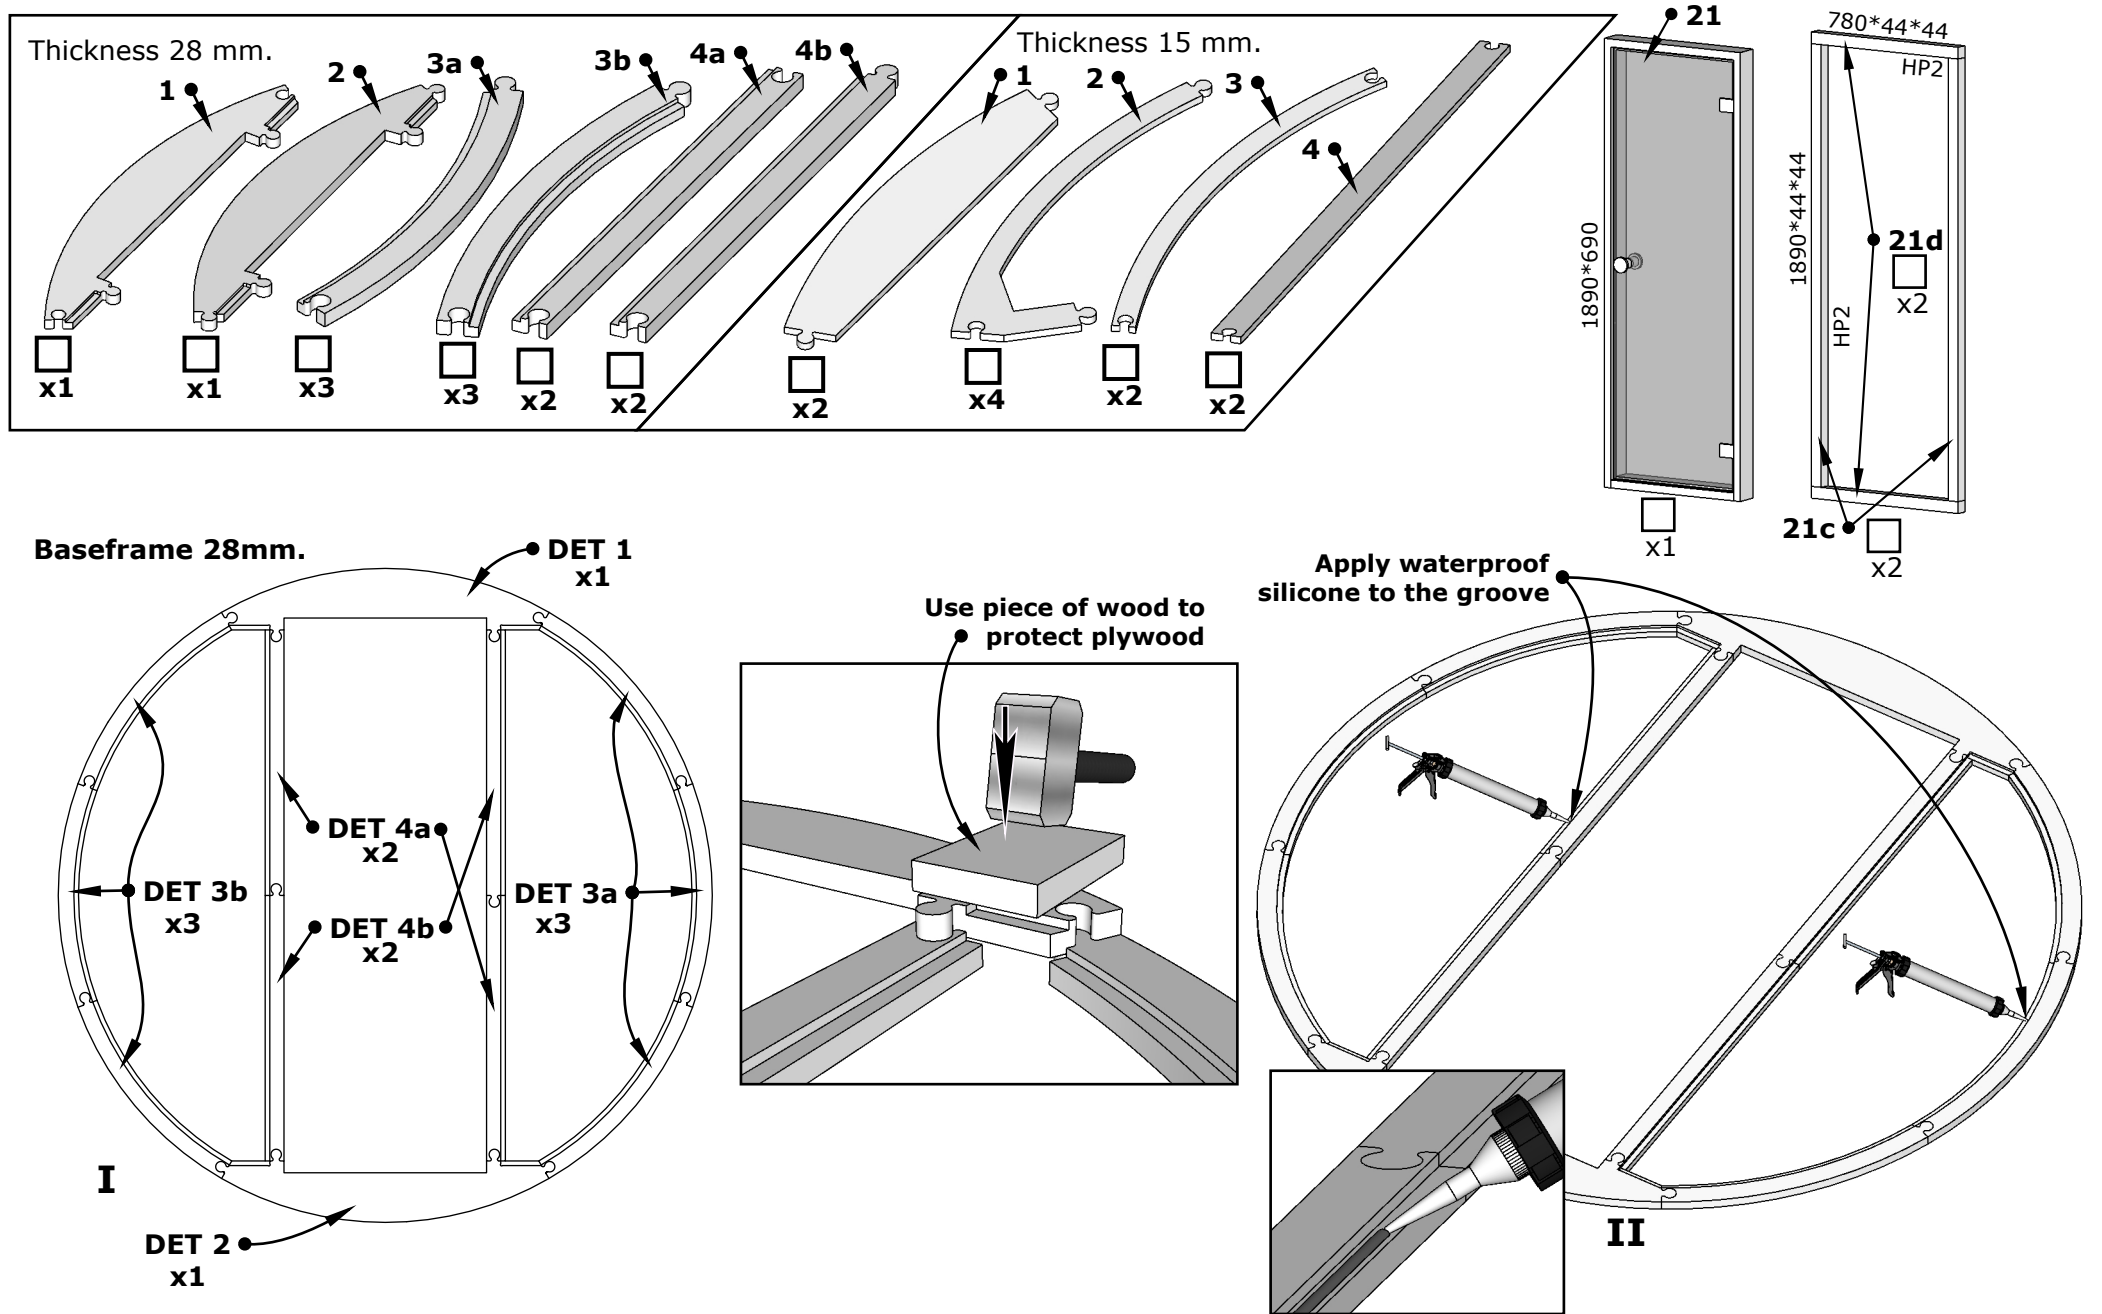 Thickness 28 mm.
1
2
3a
3b
4a
4b
x1
x1
x3
x3
x2
x2
Thickness 15 mm.
1
2
3
4
x2
x4
x2
x2
21
1890*690
x1
780*44*44
HP2
1890*44*44
HP2
21d
x2
21c
x2
Baseframe 28mm.
DET 1
x1
DET 4a
x2
DET 3b
x3
DET 3a
x3
DET 4b
x2
I
DET 2
x1
Use piece of wood to
protect plywood
Apply waterproof
silicone to the groove
II